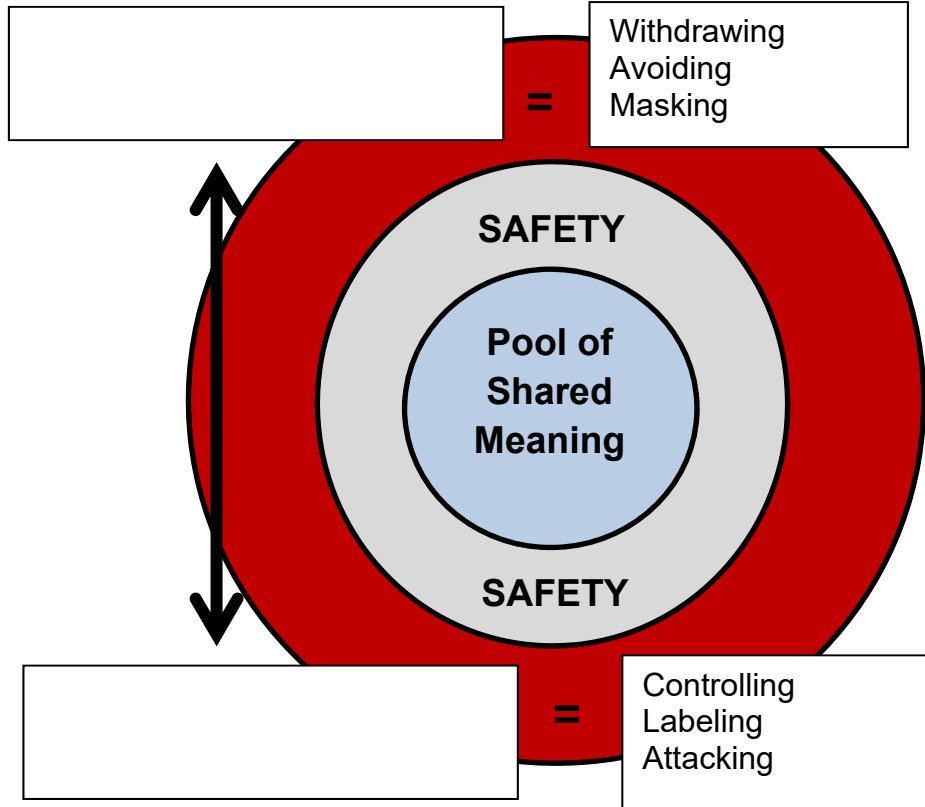 Withdrawing
Avoiding
Masking
=
SAFETY
Pool of
Shared
Meaning
SAFETY
=
Controlling
Labeling
Attacking